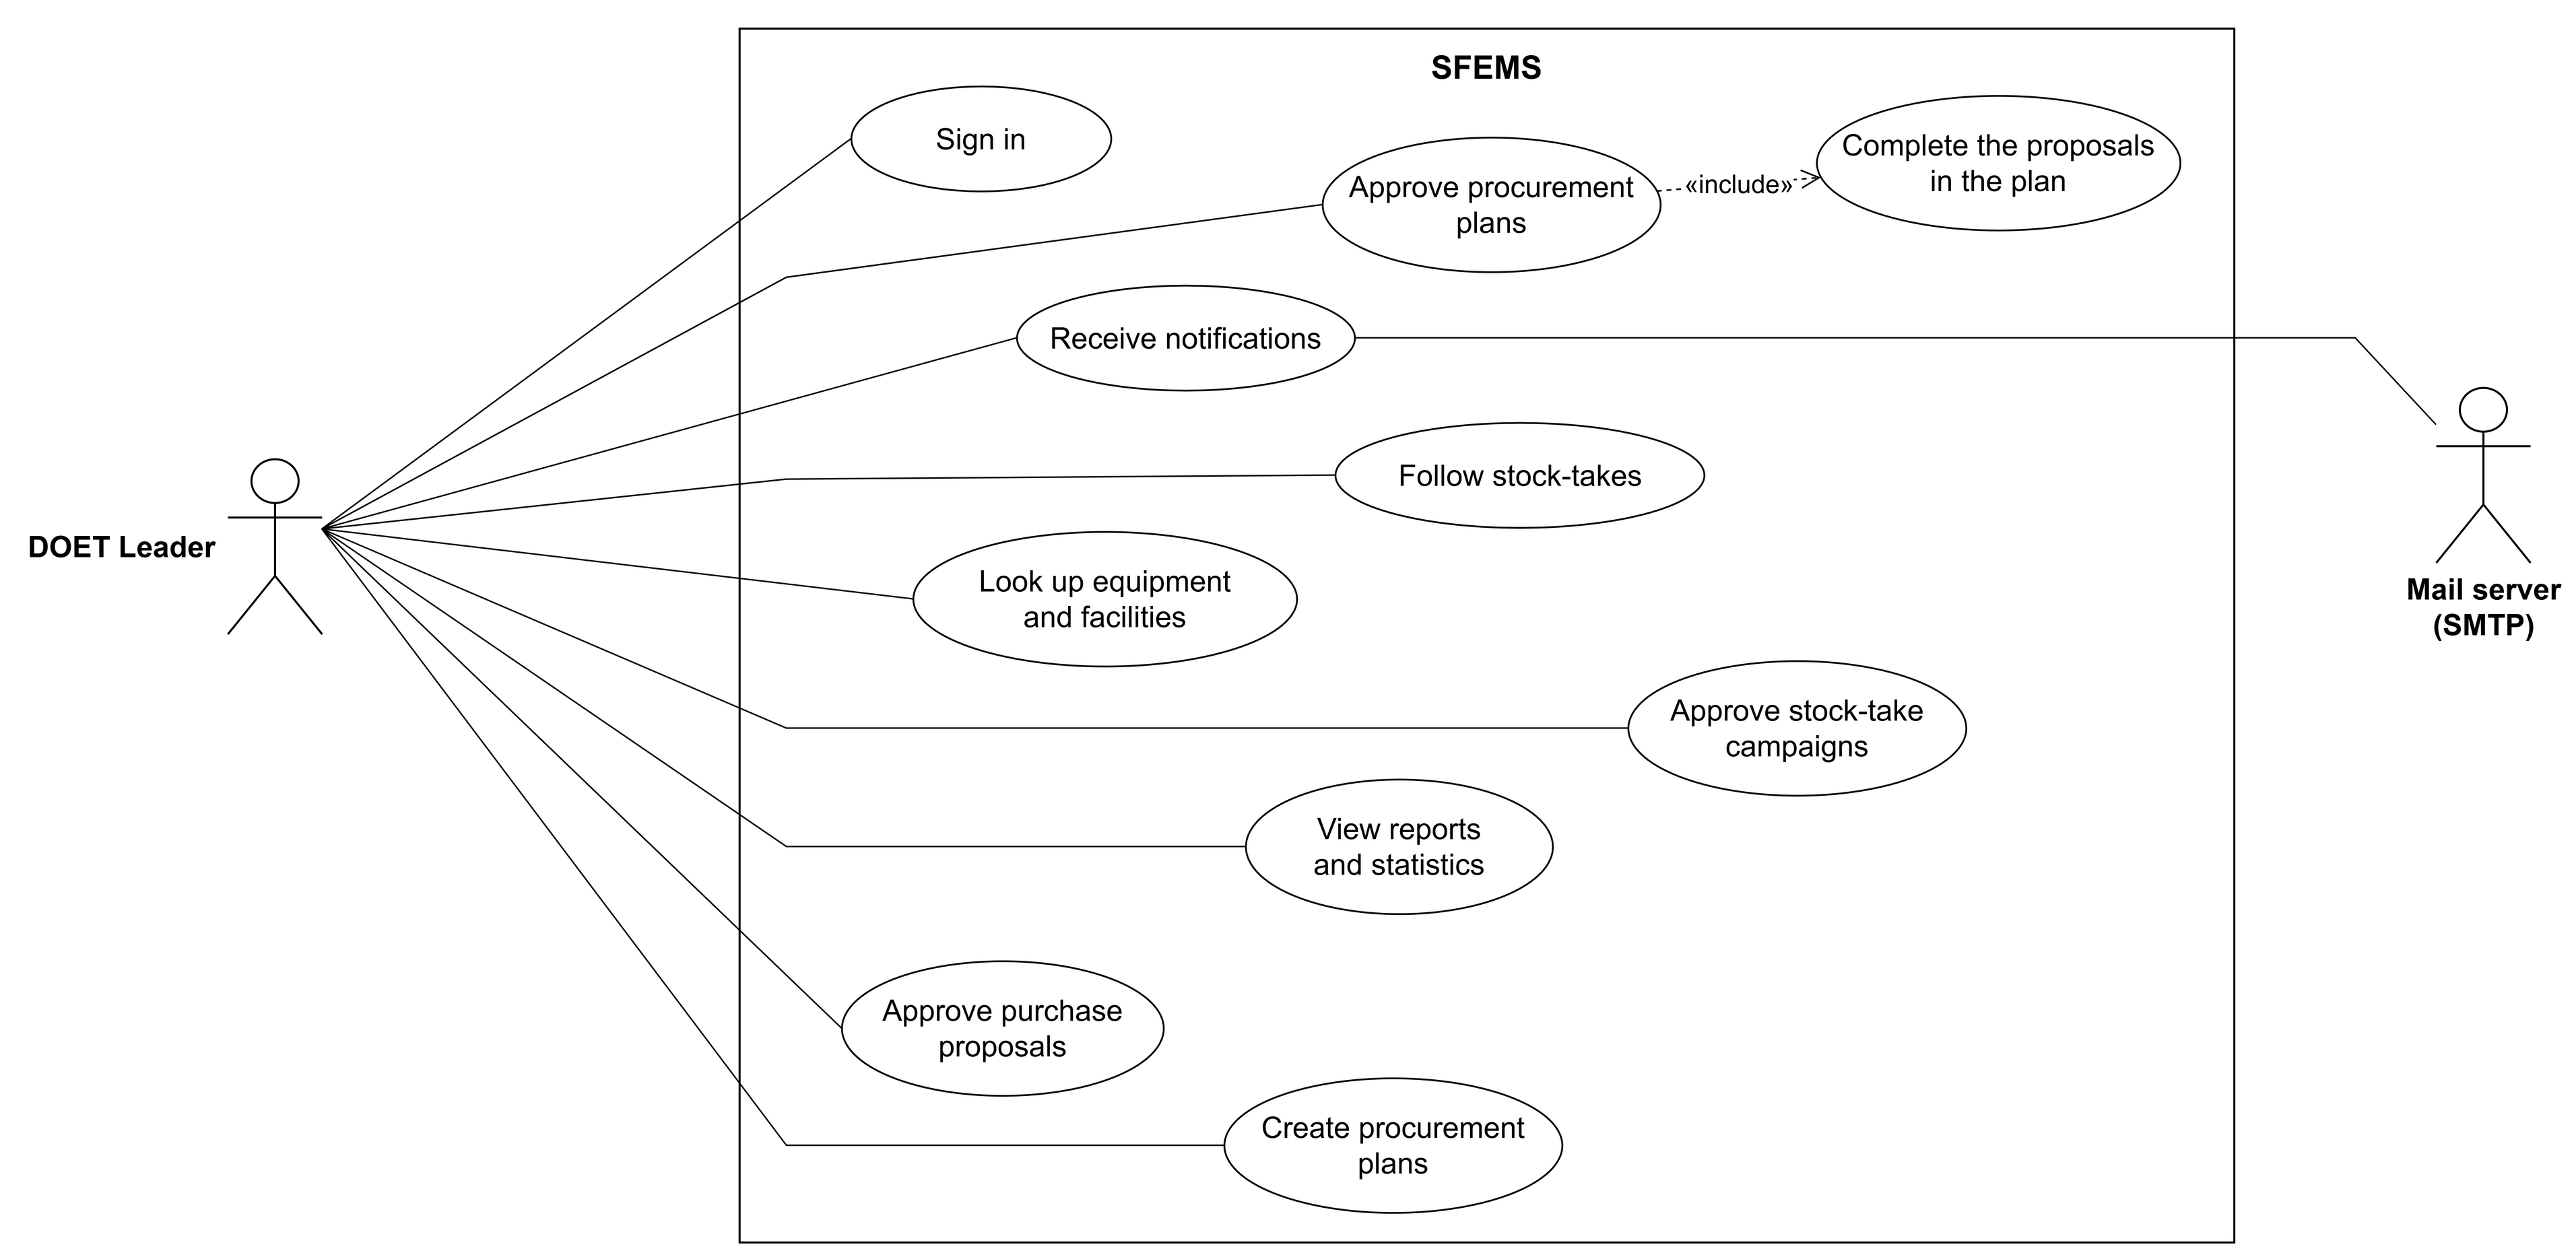 SFEMS
Sign in
Complete the proposals
in the plan
Approve procurement
plans
«include»
Receive notifications
Follow stock-takes
DOET Leader
Look up equipment
and facilities
Mail server
(SMTP)
Approve stock-take
campaigns
View reports
and statistics
Approve purchase
proposals
Create procurement
plans